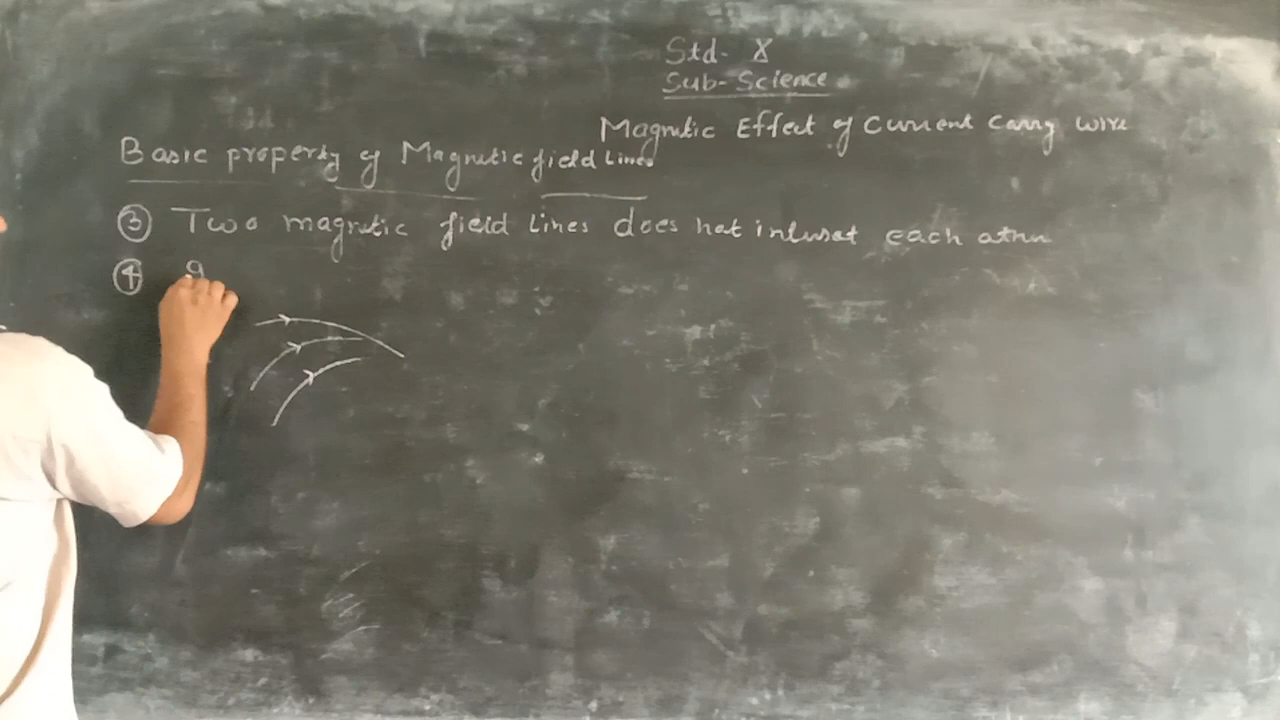 Std- X
Sub-Science
Magnetic Effect of Current Carry wire
Basic property of Magnetic field Lines
③ Two magnetic field lines does not intersect each other
④